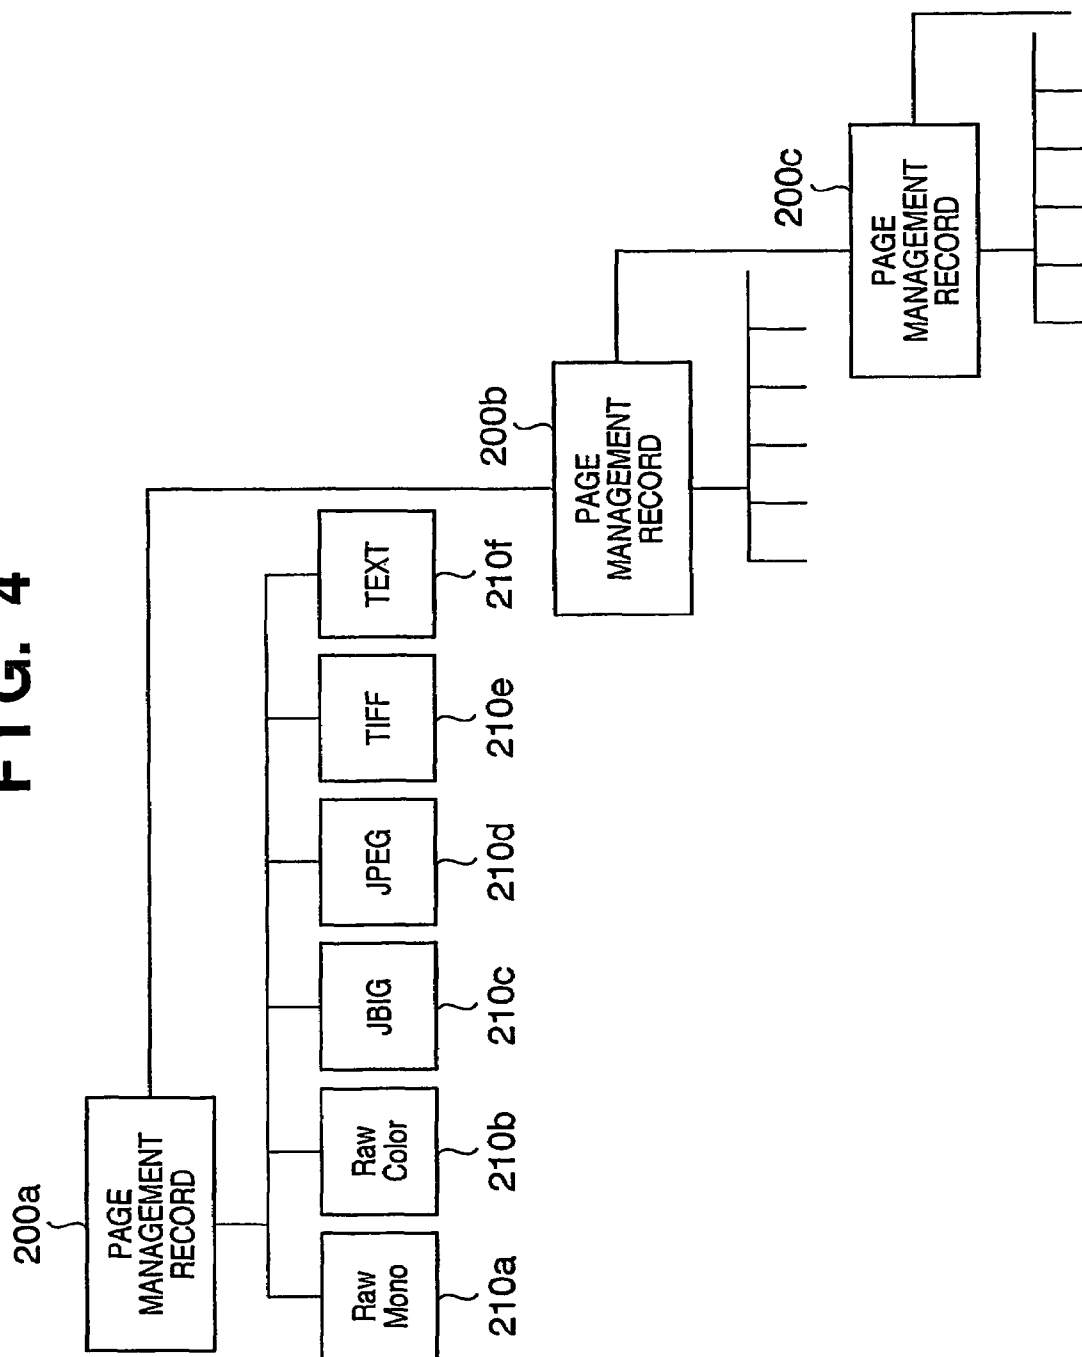 FIG. 4
200a
PAGE
MANAGEMENT
RECORD
Raw
Mono
210a
Raw
Color
210b
JBIG
210c
JPEG
210d
TIFF
210e
TEXT
210f
200b
PAGE
MANAGEMENT
RECORD
200c
PAGE
MANAGEMENT
RECORD